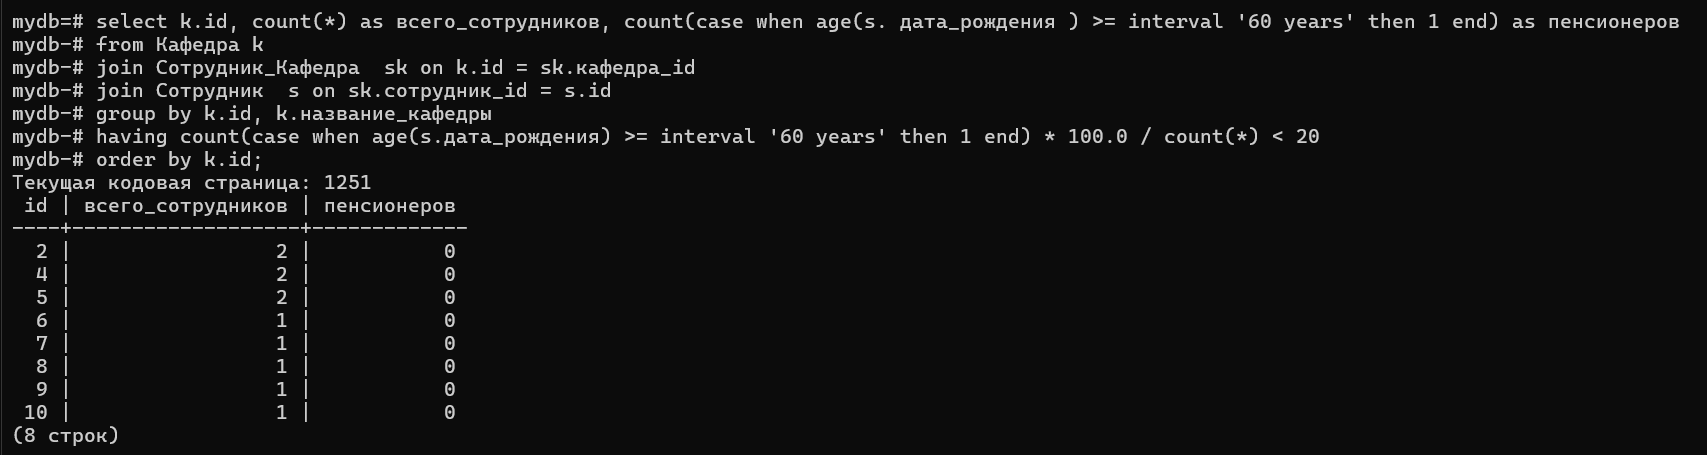 mydb=# select k.id, count(*) as всего_сотрудников, count(case when age(s. дата_рождения ) >= interval '60 years' then 1 end) as пенсионеров
mydb-# from Кафедра k
mydb-# join Сотрудник_Кафедра  sk on k.id = sk.кафедра_id
mydb-# join Сотрудник  s on sk.сотрудник_id = s.id
mydb-# group by k.id, k.название_кафедры
mydb-# having count(case when age(s.дата_рождения) >= interval '60 years' then 1 end) * 100.0 / count(*) < 20
mydb-# order by k.id;
Текущая кодовая страница: 1251
 id | всего_сотрудников | пенсионеров
----+-------------------+-------------
  2 |                 2 |           0
  4 |                 2 |           0
  5 |                 2 |           0
  6 |                 1 |           0
  7 |                 1 |           0
  8 |                 1 |           0
  9 |                 1 |           0
 10 |                 1 |           0
(8 строк)